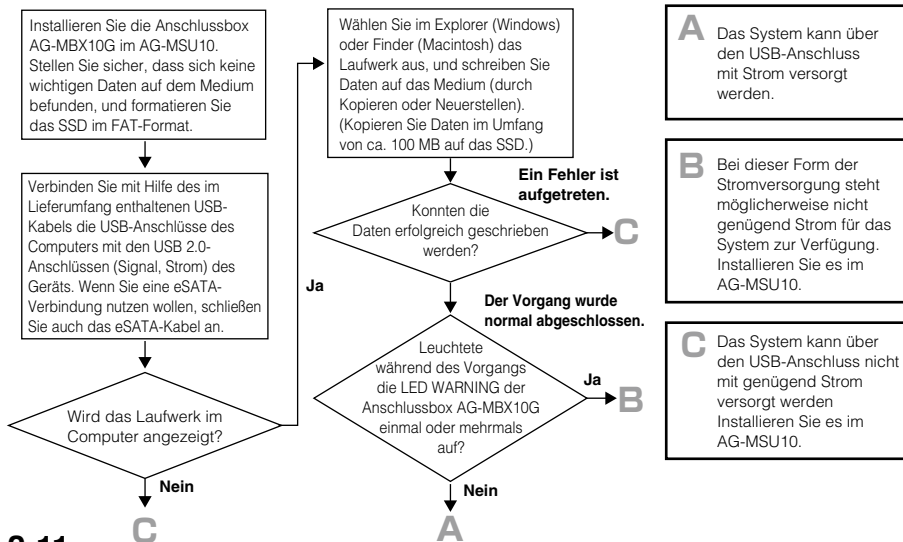 Installieren Sie die Anschlussbox
AG-MBX10G im AG-MSU10.
Stellen Sie sicher, dass sich keine
wichtigen Daten auf dem Medium
befunden, und formatieren Sie
das SSD im FAT-Format.
Verbinden Sie mit Hilfe des im
Lieferumfang enthaltenen USB-
Kabels die USB-Anschlüsse des
Computers mit den USB 2.0-
Anschlüssen (Signal, Strom) des
Geräts. Wenn Sie eine eSATA-
Verbindung nutzen wollen, schließen
Sie auch das eSATA-Kabel an.
Wird das Laufwerk im
Computer angezeigt?
Ja
Nein
C
Wählen Sie im Explorer (Windows)
oder Finder (Macintosh) das
Laufwerk aus, und schreiben Sie
Daten auf das Medium (durch
Kopieren oder Neuerstellen).
(Kopieren Sie Daten im Umfang
von ca. 100 MB auf das SSD.)
Ein Fehler ist
aufgetreten.
Konnten die
Daten erfolgreich geschrieben
werden?
C
Der Vorgang wurde
normal abgeschlossen.
Leuchtete
während des Vorgangs
die LED WARNING der
Anschlussbox AG-MBX10G
einmal oder mehrmals
auf?
Ja
B
Nein
A
A
Das System kann über
den USB-Anschluss
mit Strom versorgt
werden.
B
Bei dieser Form der
Stromversorgung steht
möglicherweise nicht
genügend Strom für das
System zur Verfügung.
Installieren Sie es im
AG-MSU10.
C
Das System kann über
den USB-Anschluss nicht
mit genügend Strom
versorgt werden
Installieren Sie es im
AG-MSU10.